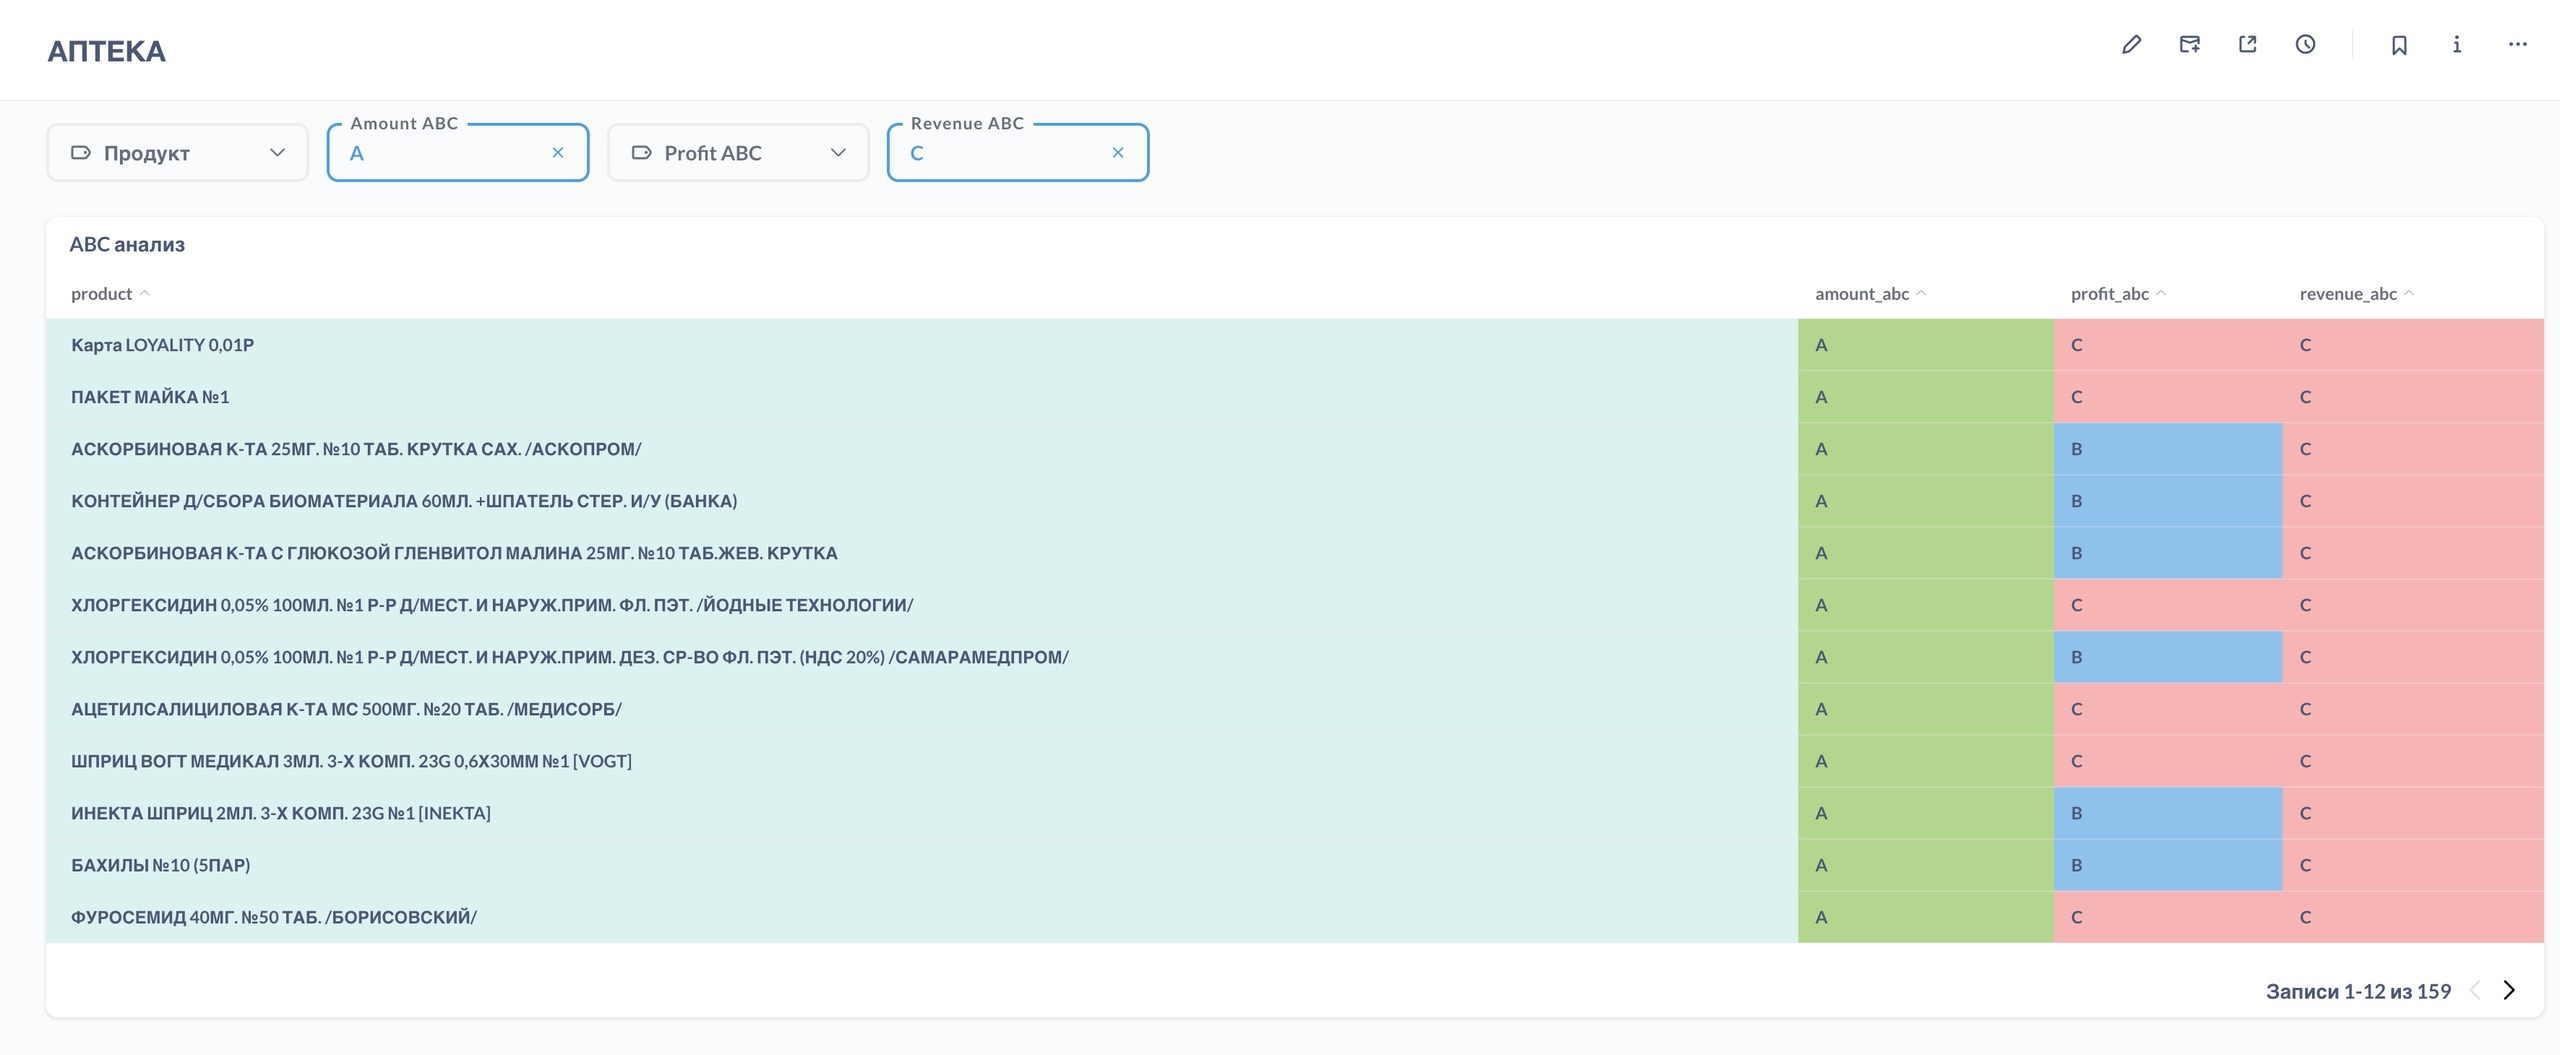 АПТЕКА
Amount ABC
Revenue ABC
Продукт
A
Profit ABC
C
ABC анализ
product amount_abc profit_abc revenue_abc
Карта LOYALITY 0,01Р A C C
ПАКЕТ МАЙКА №1 A C C
АСКОРБИНОВАЯ К-ТА 25МГ. №10 ТАБ. КРУТКА САХ. /АСКОПРОМ/ A B C
КОНТЕЙНЕР Д/СБОРА БИОМАТЕРИАЛА 60МЛ. +ШПАТЕЛЬ СТЕР. И/У (БАНКА) A B C
АСКОРБИНОВАЯ К-ТА С ГЛЮКОЗОЙ ГЛЕНВИТОЛ МАЛИНА 25МГ. №10 ТАБ.ЖЕВ. КРУТКА A B C
ХЛОРГЕКСИДИН 0,05% 100МЛ. №1 Р-Р Д/МЕСТ. И НАРУЖ.ПРИМ. ФЛ. ПЭТ. /ЙОДНЫЕ ТЕХНОЛОГИИ/ A C C
ХЛОРГЕКСИДИН 0,05% 100МЛ. №1 Р-Р Д/МЕСТ. И НАРУЖ.ПРИМ. ДЕЗ. СР-ВО ФЛ. ПЭТ. (НДС 20%) /САМАРАМЕДПРОМ/ A B C
АЦЕТИЛСАЛИЦИЛОВАЯ К-ТА МС 500МГ. №20 ТАБ. /МЕДИСОРБ/ A C C
ШПРИЦ ВОГТ МЕДИКАЛ 3МЛ. 3-Х КОМП. 23G 0,6Х30ММ №1 [VOGT] A C C
ИНЕКТА ШПРИЦ 2МЛ. 3-Х КОМП. 23G №1 [INEKTA] A B C
БАХИЛЫ №10 (5ПАР) A B C
ФУРОСЕМИД 40МГ. №50 ТАБ. /БОРИСОВСКИЙ/ A C C
Записи 1-12 из 159